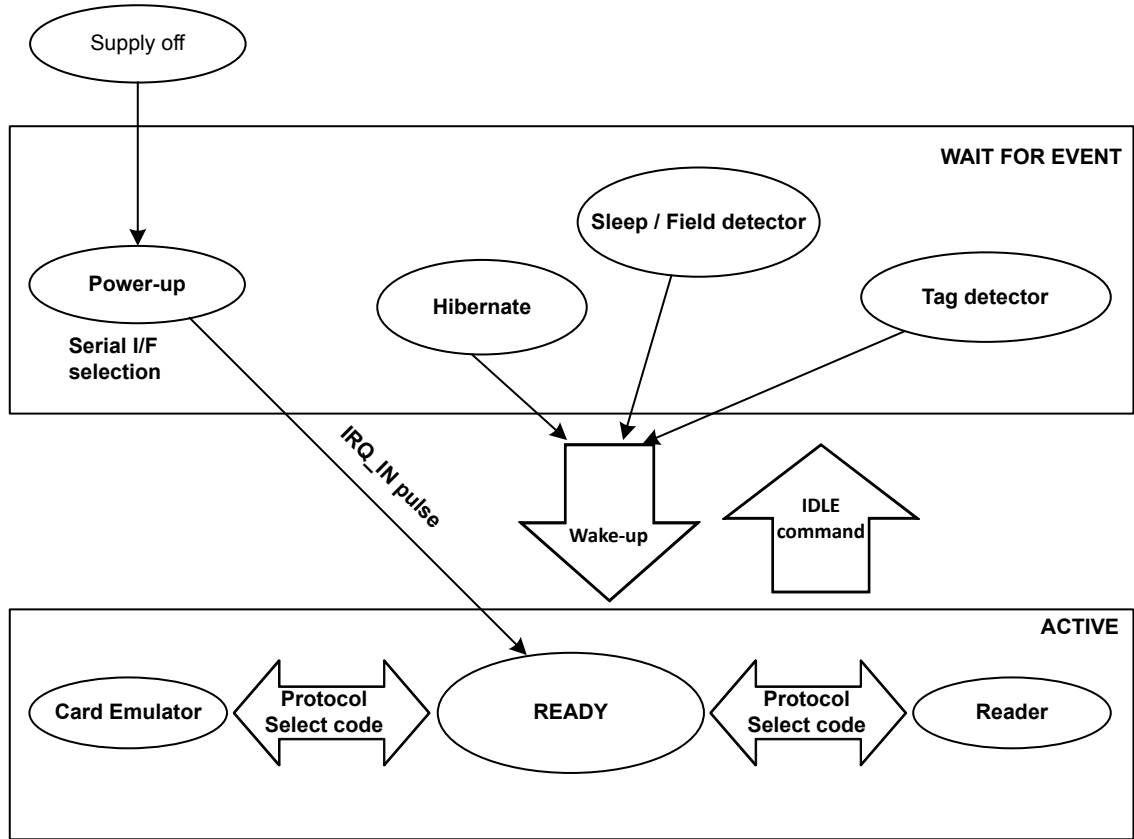 Supply off
WAIT FOR EVENT
Sleep / Field detector
Power-up
Hibernate
Tag detector
Serial I/F
selection
IRQ_IN pulse
Wake-up
IDLE
command
ACTIVE
Card Emulator
Protocol
Select code
READY
Protocol
Select code
Reader